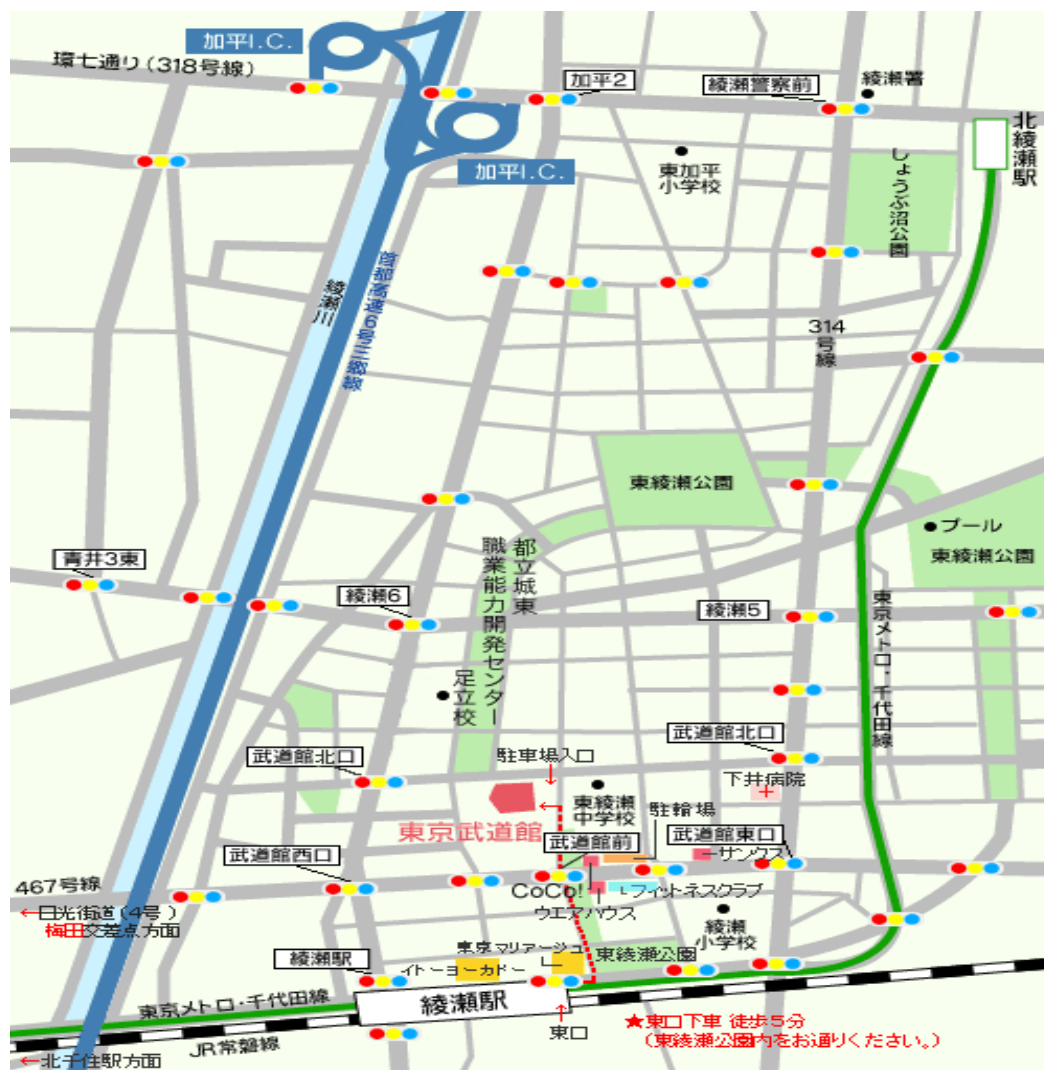 加平I.C.
環七通り(318号線)
加平2
綾瀬警察前
綾瀬署
北綾瀬駅
加平I.C.
東加平
小学校
しょうぶ沼公園
綾瀬川
首都高速6号三郷線
314号線
東綾瀬公園
プール
東綾瀬公園
青井3東
綾瀬6
都立城東
職業能力開発センター
足立校
綾瀬5
東京メトロ・千代田線
武道館北口
武道館北口
駐車場入口
下井病院
東綾瀬
中学校
駐輪場
東京武道館
武道館前
武道館東口
サンクス
武道館西口
467号線
CoCo!
フィットネスクラブ
ウエアハウス
←日光街道(4号)
梅田交差点方面
綾瀬
小学校
東京マリアージュ
東綾瀬公園
綾瀬駅
イトーヨーカドー
東京メトロ・千代田線
綾瀬駅
JR常磐線
東口
★東口下車 徒歩5分
(東綾瀬公園内をお通りください。)
←北千住駅方面